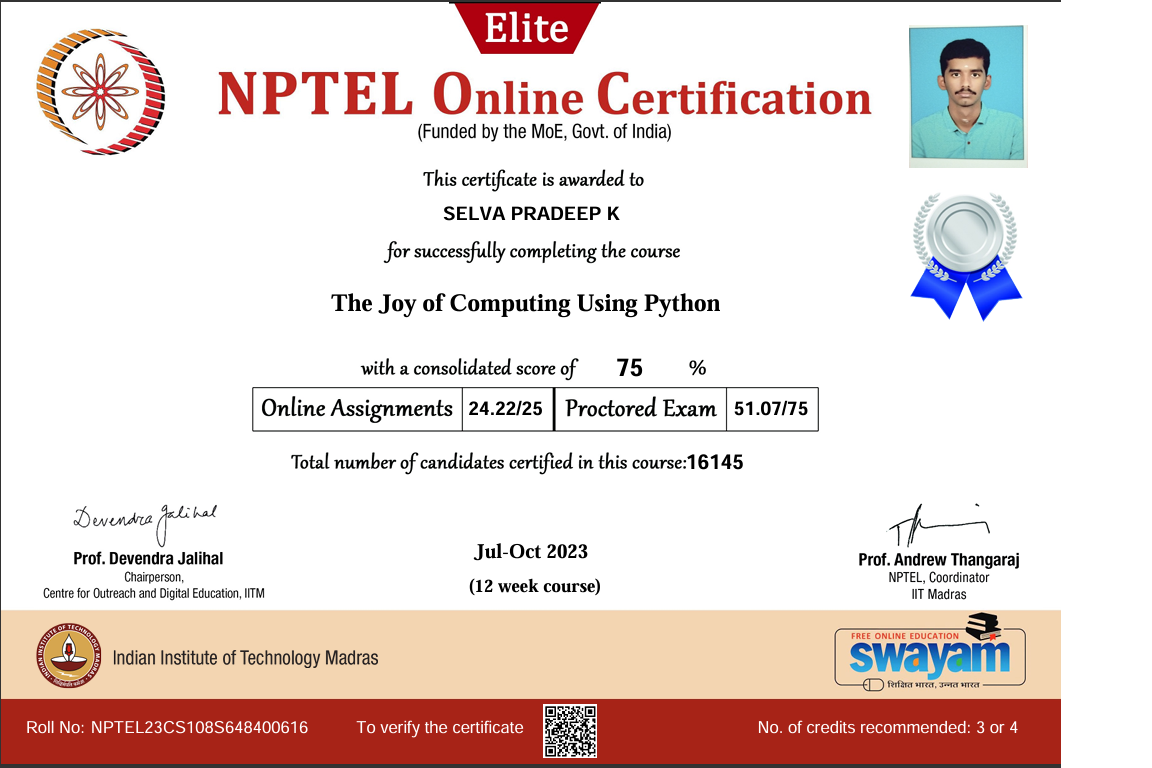 Elite
NPTEL Online Certification
(Funded by the MoE, Govt. of India)
This certificate is awarded to
SELVA PRADEEP K
for successfully completing the course
The Joy of Computing Using Python
with a consolidated score of 75 %
Online Assignments 24.22/25 Proctored Exam 51.07/75
Total number of candidates certified in this course:16145
Devendra Jalihal
Prof. Devendra Jalihal
Chairperson,
Centre for Outreach and Digital Education, IITM
Jul-Oct 2023
(12 week course)
Prof. Andrew Thangaraj
NPTEL, Coordinator
IIT Madras
INDIAN INSTITUTE OF TECHNOLOGY MADRAS
Indian Institute of Technology Madras
FREE ONLINE EDUCATION
swayam
शिक्षित भारत, उन्नत भारत
Roll No: NPTEL23CS108S648400616
To verify the certificate
No. of credits recommended: 3 or 4